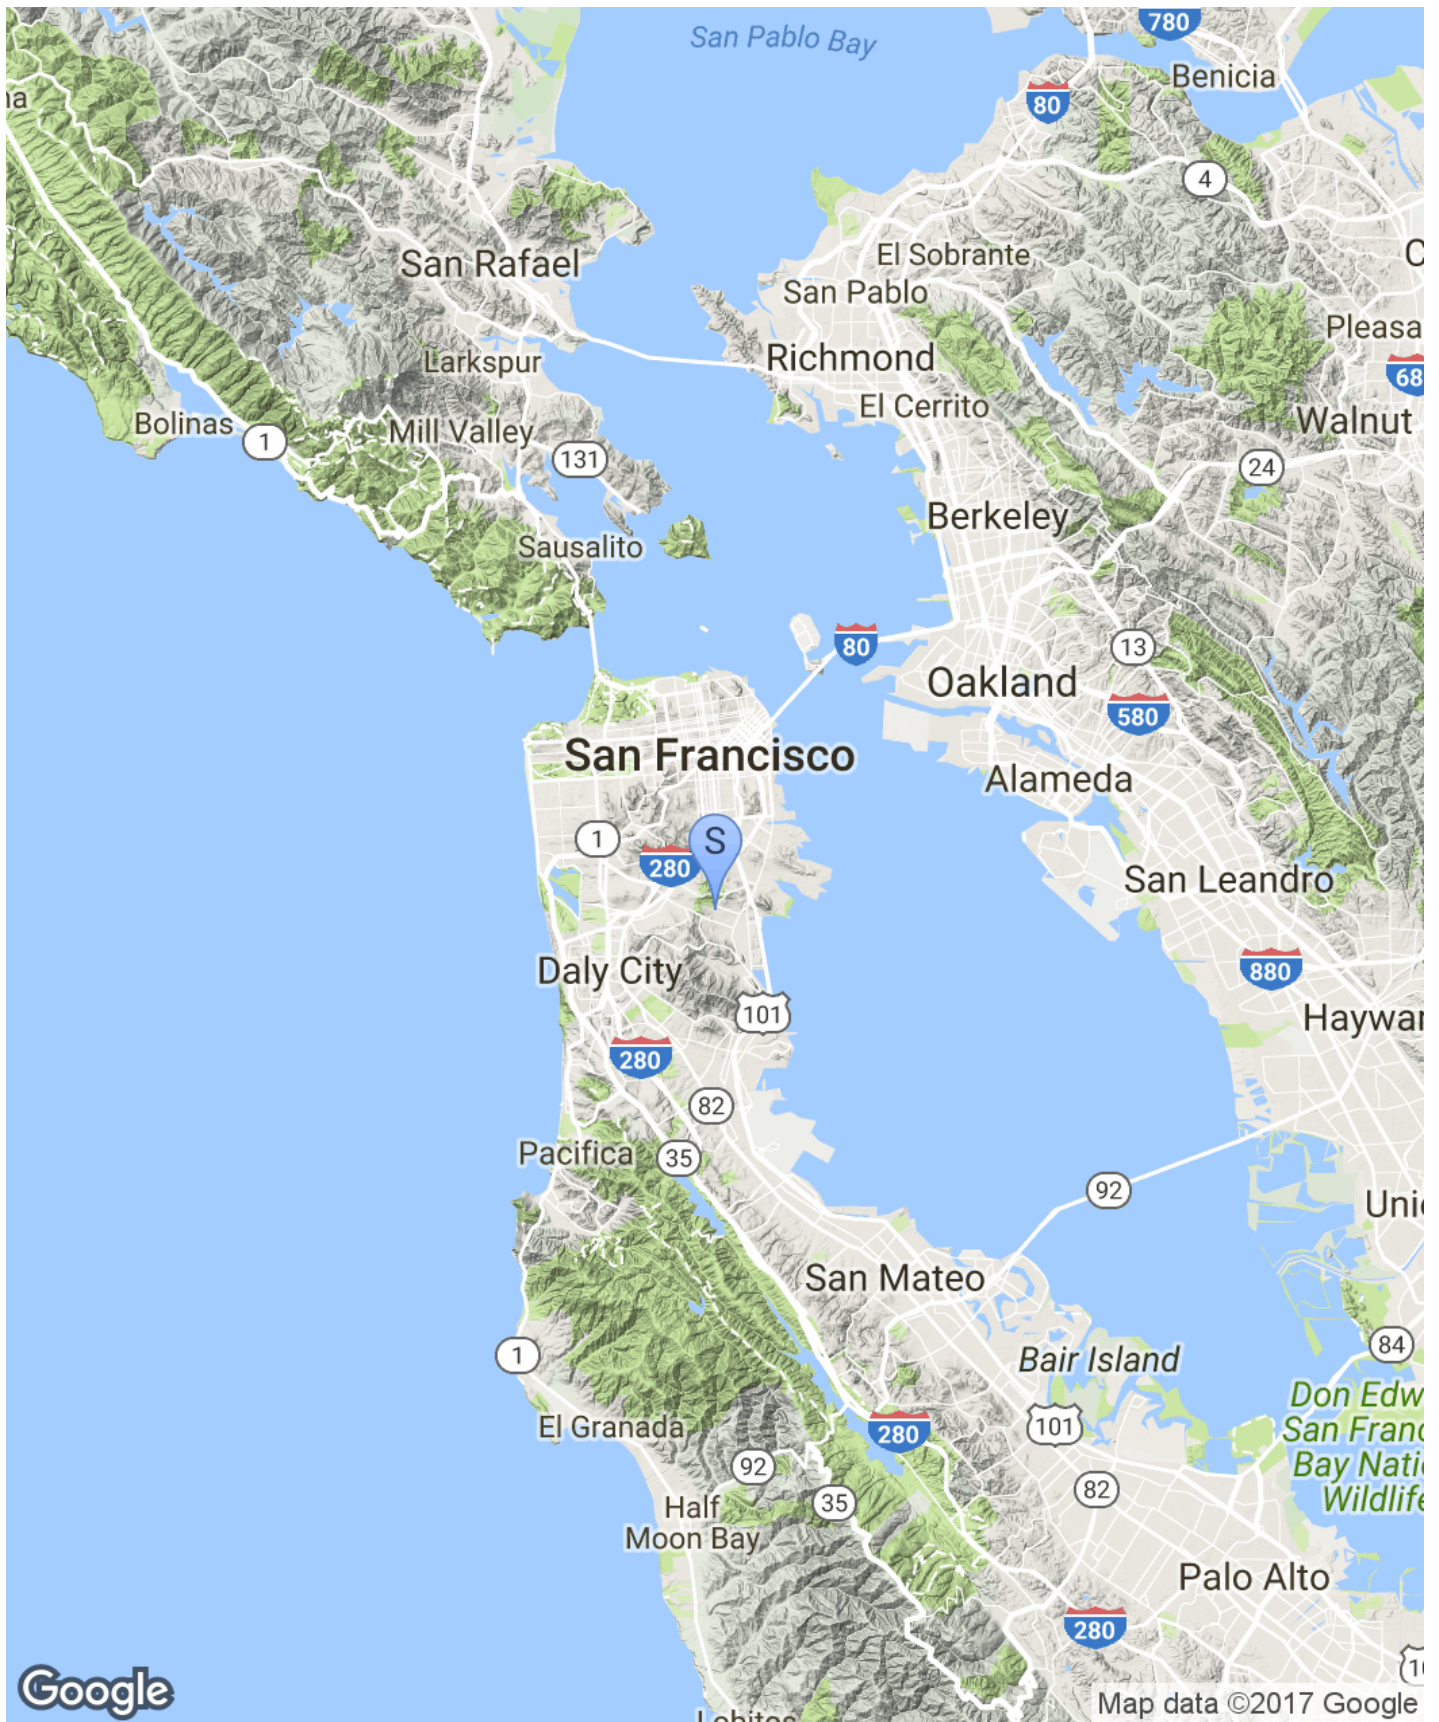 780
San Pablo Bay
Benicia
80
na
4
El Sobrante
San Rafael
San Pablo
Pleasa
Richmond
Larkspur
68
El Cerrito
Bolinas
Walnut
1
Mill Valley
131
24
Berkeley
Sausalito
80
13
Oakland
580
San Francisco
Alameda
1
S
280
San Leandro
Daly City
880
101
Haywar
280
82
Pacifica
35
92
Uni
San Mateo
84
1
Bair Island
Don Edw
San Franc
Bay Nati
Wildlife
El Granada
101
280
92
82
35
Half
Moon Bay
Palo Alto
280
Google
Map data ©2017 Google